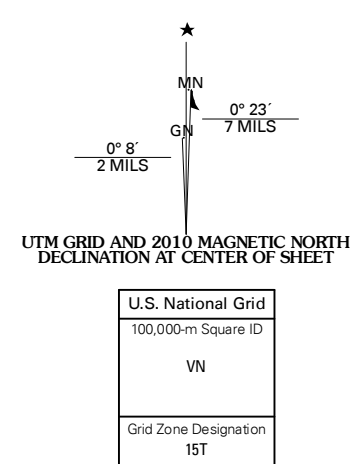 MN
0° 23´
7 MILS
GN
0° 8´
2 MILS
UTM GRID AND 2010 MAGNETIC NORTH
DECLINATION AT CENTER OF SHEET
U.S. National Grid
100,000-m Square ID
VN
Grid Zone Designation
15T